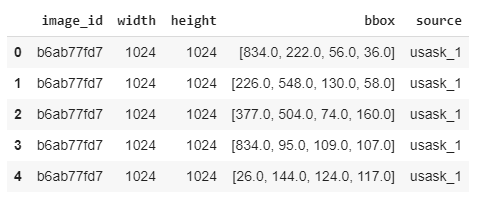 image_id width height bbox source
0 b6ab77fd7 1024 1024 [834.0, 222.0, 56.0, 36.0] usask_1
1 b6ab77fd7 1024 1024 [226.0, 548.0, 130.0, 58.0] usask_1
2 b6ab77fd7 1024 1024 [377.0, 504.0, 74.0, 160.0] usask_1
3 b6ab77fd7 1024 1024 [834.0, 95.0, 109.0, 107.0] usask_1
4 b6ab77fd7 1024 1024 [26.0, 144.0, 124.0, 117.0] usask_1